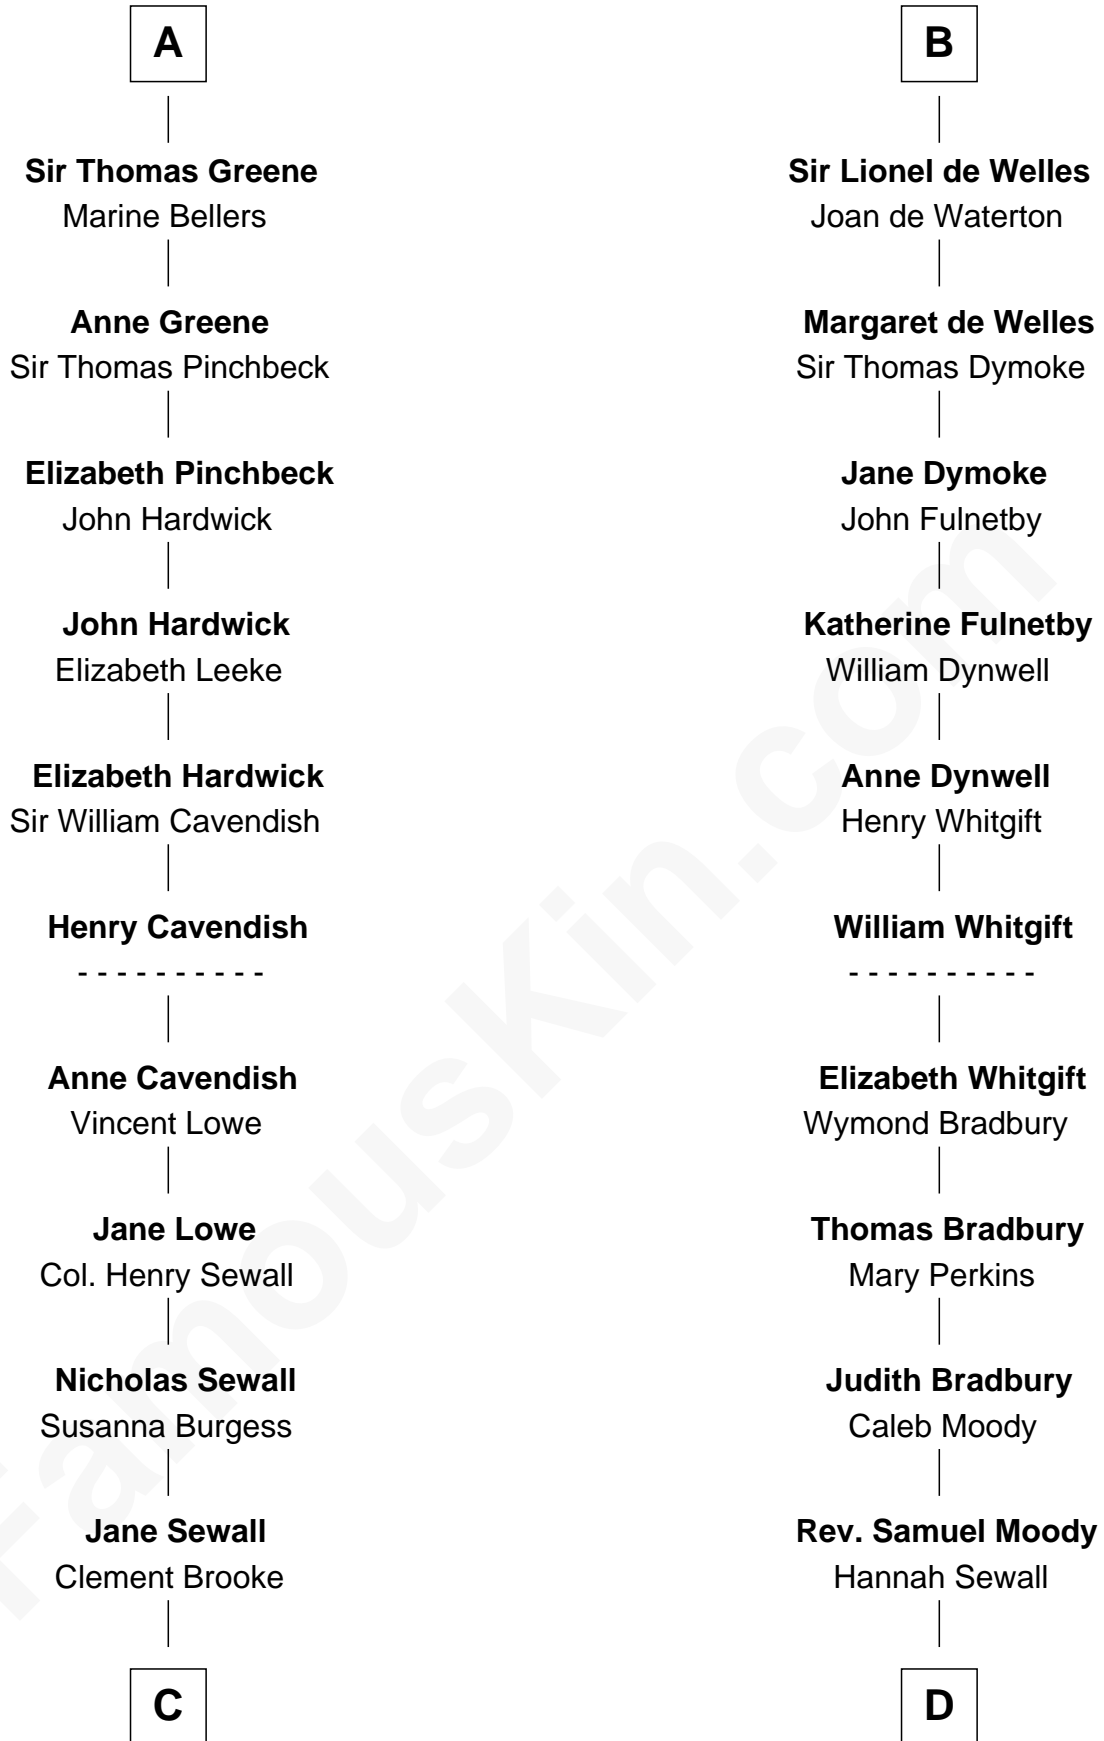 A
Sir Thomas Greene
Marine Bellers
Anne Greene
Sir Thomas Pinchbeck
Elizabeth Pinchbeck
John Hardwick
John Hardwick
Elizabeth Leeke
Elizabeth Hardwick
Sir William Cavendish
Henry Cavendish
- - - - - - - - - -
Anne Cavendish
Vincent Lowe
Jane Lowe
Col. Henry Sewall
Nicholas Sewall
Susanna Burgess
Jane Sewall
Clement Brooke
C
B
Sir Lionel de Welles
Joan de Waterton
Margaret de Welles
Sir Thomas Dymoke
Jane Dymoke
John Fulnetby
Katherine Fulnetby
William Dynwell
Anne Dynwell
Henry Whitgift
William Whitgift
- - - - - - - - - -
Elizabeth Whitgift
Wymond Bradbury
Thomas Bradbury
Mary Perkins
Judith Bradbury
Caleb Moody
Rev. Samuel Moody
Hannah Sewall
D
FamousKin.com